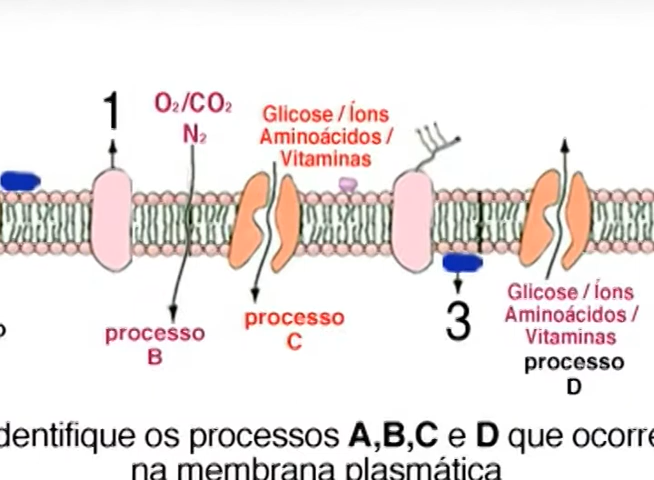 1
O₂/CO₂
N₂
Glicose / Íons
Aminoácidos /
Vitaminas
processo
B
processo
C
3
Glicose / Íons
Aminoácidos /
Vitaminas
processo
D
dentifique os processos A,B,C e D que ocorre
na membrana plasmática